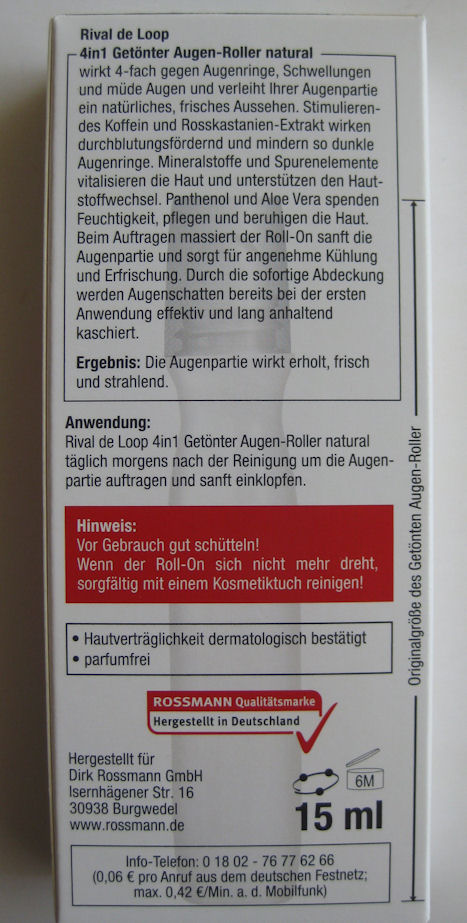 Rival de Loop
4in1 Getönter Augen-Roller natural
wirkt 4-fach gegen Augenringe, Schwellungen
und müde Augen und verleiht Ihrer Augenpartie
ein natürliches, frisches Aussehen. Stimulieren-
des Koffein und Rosskastanien-Extrakt wirken
durchblutungsfördernd und mindern so dunkle
Augenringe. Mineralstoffe und Spurenelemente
vitalisieren die Haut und unterstützen den Haut-
stoffwechsel. Panthenol und Aloe Vera spenden
Feuchtigkeit, pflegen und beruhigen die Haut.
Beim Auftragen massiert der Roll-On sanft die
Augenpartie und sorgt für angenehme Kühlung
und Erfrischung. Durch die sofortige Abdeckung
werden Augenschatten bereits bei der ersten
Anwendung effektiv und lang anhaltend
kaschiert.
Ergebnis: Die Augenpartie wirkt erholt, frisch
und strahlend.
Anwendung:
Rival de Loop 4in1 Getönter Augen-Roller natural
täglich morgens nach der Reinigung um die Augen-
partie auftragen und sanft einklopfen.
Originalgröße des Getönten Augen-Roller
Hinweis:
Vor Gebrauch gut schütteln!
Wenn der Roll-On sich nicht mehr dreht,
sorgfältig mit einem Kosmetiktuch reinigen!
• Hautverträglichkeit dermatologisch bestätigt
• parfumfrei
ROSSMANN Qualitätsmarke
Hergestellt in Deutschland
Hergestellt für
Dirk Rossmann GmbH
Isernhägener Str. 16
30938 Burgwedel
www.rossmann.de
6M
15 ml
Info-Telefon: 0 18 02 - 76 77 62 66
(0,06 € pro Anruf aus dem deutschen Festnetz;
max. 0,42 €/Min. a. d. Mobilfunk)